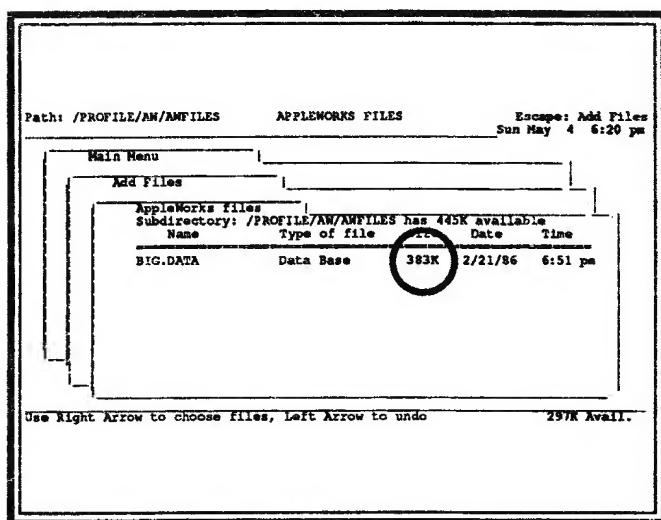 Path: /PROFILE/AW/AWFILES APPLEWORKS FILES Escape: Add Files
Sun May 4 6:20 pm
Main Menu
Add Files
AppleWorks files
Subdirectory: /PROFILE/AW/AWFILES has 445K available
Name Type of file Date Time
BIG.DATA Data Base 383K 2/21/86 6:51 pm
Use Right Arrow to choose files, Left Arrow to undo 297K Avail.